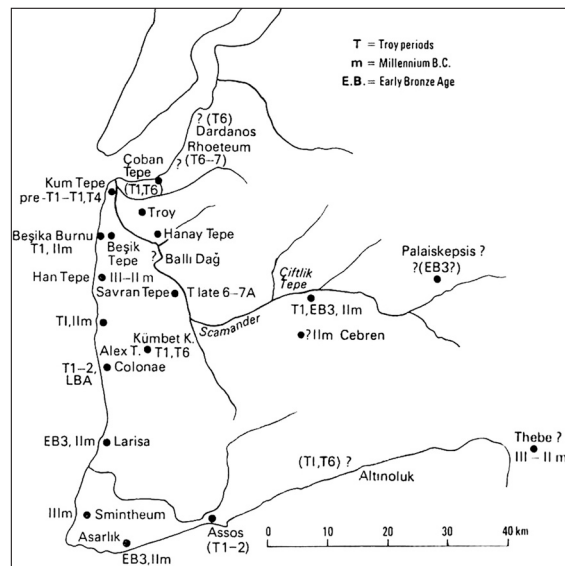 T = Troy periods
m = Millennium B.C.
E.B. = Early Bronze Age
? (T6)
Dardanos
Rhoeteum
? (T6–7)
Çoban
Tepe
(T1,T6)
Kum Tepe
pre-T1–T1,T4
Troy
Beşika Burnu
T1, IIm
Beşik
Tepe
Hanay Tepe
?
Ballı Dağ
Han Tepe
III–II m
Savran Tepe
T late 6–7A
Scamander
Çiftlik
Tepe
T1,EB3, IIm
Palaiskepsis ?
?(EB3?)
? IIm Cebren
TI,IIm
Kümbet K.
T1,T6
Alex T.
T1–2,
LBA
Colonae
EB3, IIm
Larisa
(TI,T6) ?
Altınoluk
Thebe ?
III – II m
IIIm
Smintheum
Asarlık
EB3,IIm
Assos
(T1–2)
0 10 20 30 40 km